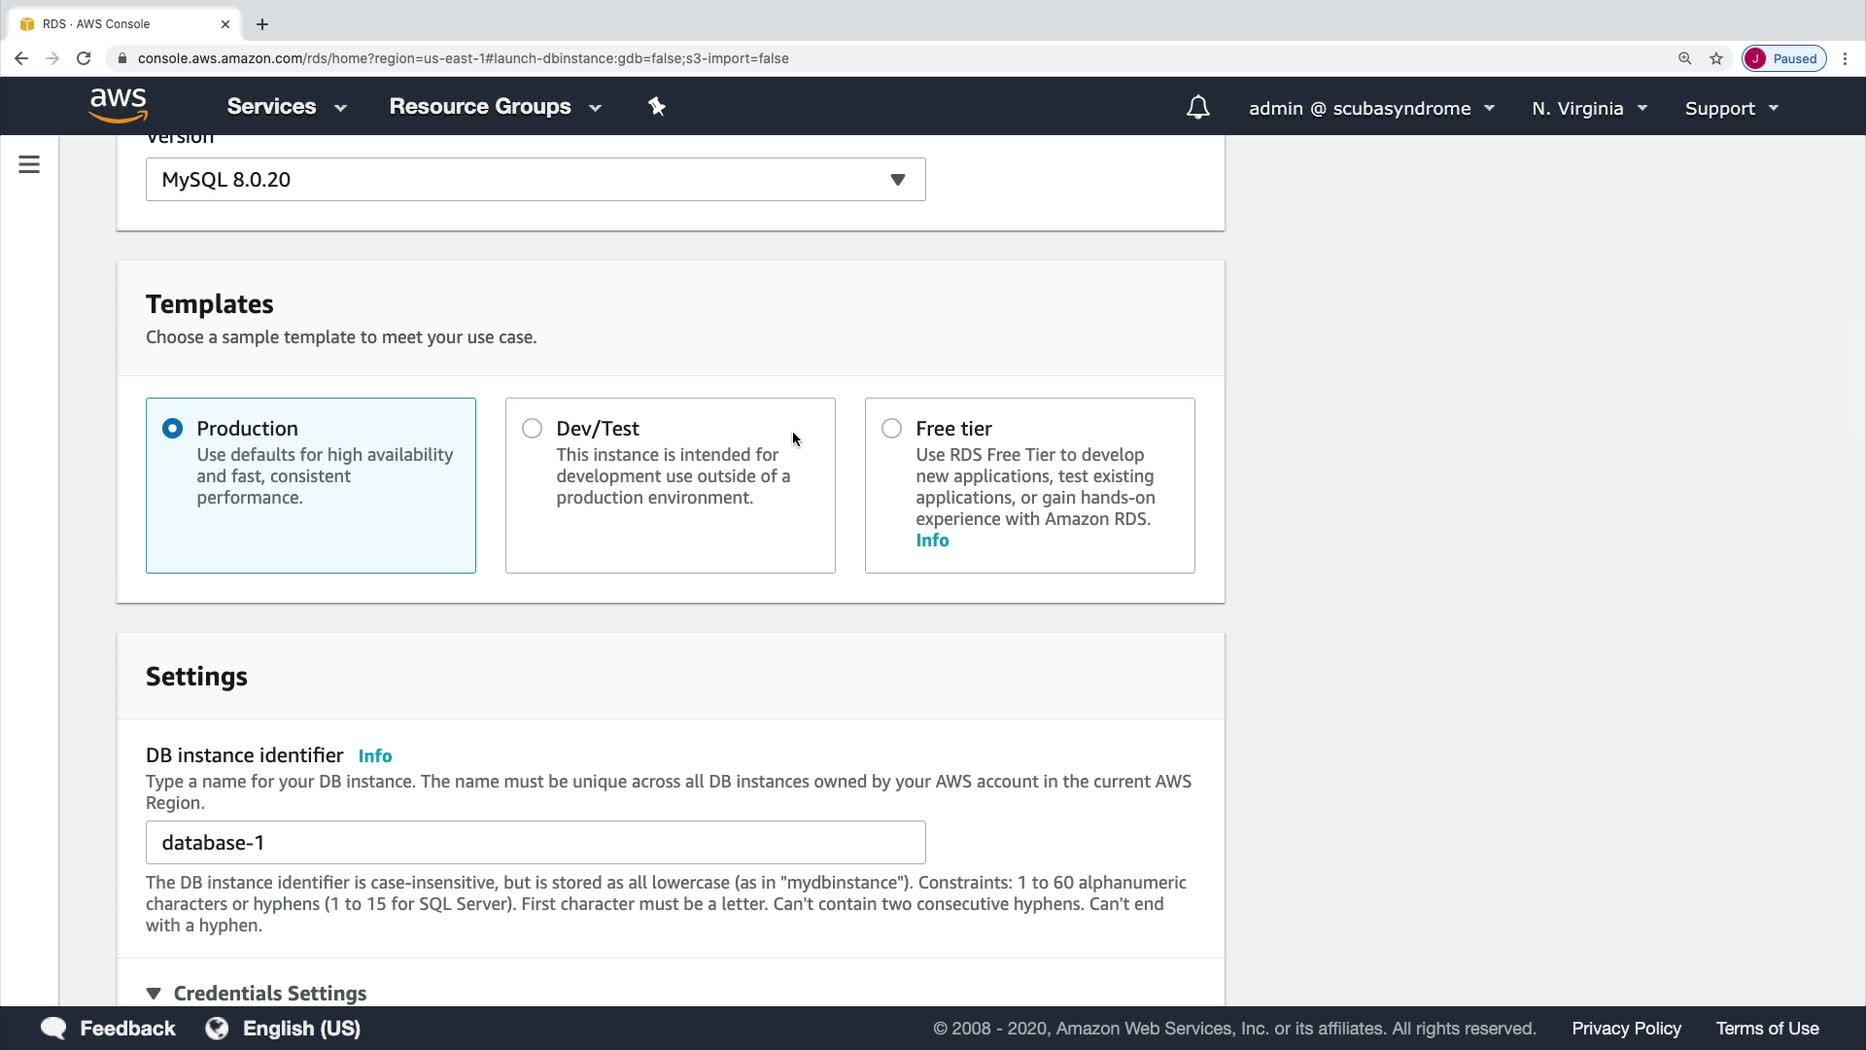 RDS · AWS Console
console.aws.amazon.com/rds/home?region=us-east-1#launch-dbinstance:gdb=false;s3-import=false
J Paused
aws Services Resource Groups admin @ scubasyndrome N. Virginia Support
Version
MySQL 8.0.20
Templates
Choose a sample template to meet your use case.
Production
Use defaults for high availability
and fast, consistent
performance.
Dev/Test
This instance is intended for
development use outside of a
production environment.
Free tier
Use RDS Free Tier to develop
new applications, test existing
applications, or gain hands-on
experience with Amazon RDS.
Info
Settings
DB instance identifier Info
Type a name for your DB instance. The name must be unique across all DB instances owned by your AWS account in the current AWS
Region.
database-1
The DB instance identifier is case-insensitive, but is stored as all lowercase (as in "mydbinstance"). Constraints: 1 to 60 alphanumeric
characters or hyphens (1 to 15 for SQL Server). First character must be a letter. Can't contain two consecutive hyphens. Can't end
with a hyphen.
Credentials Settings
Feedback English (US) © 2008 - 2020, Amazon Web Services, Inc. or its affiliates. All rights reserved. Privacy Policy Terms of Use